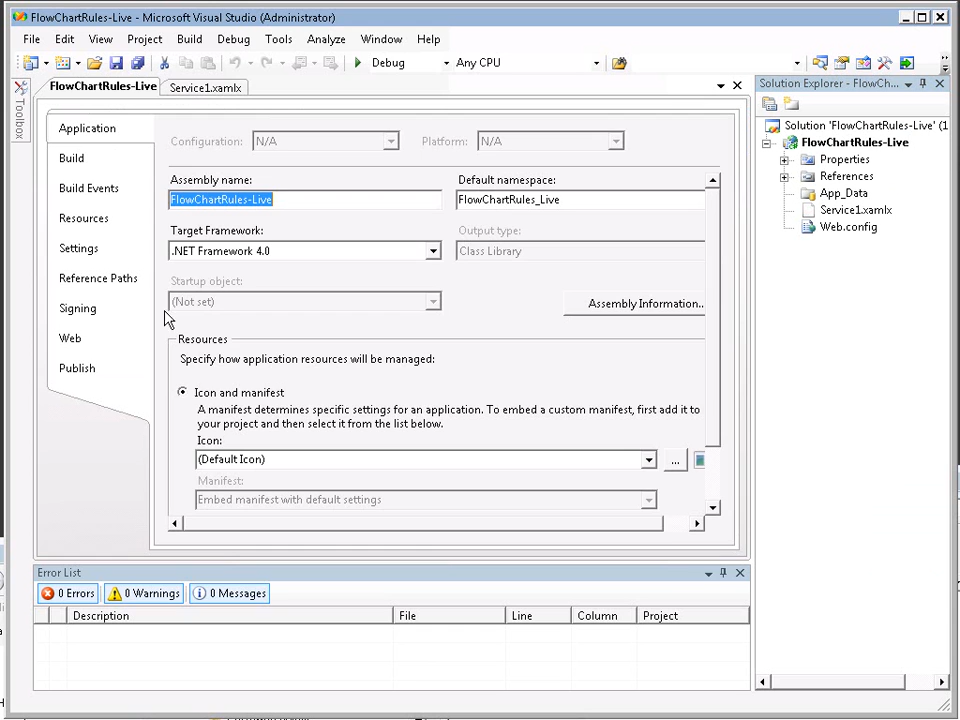 FlowChartRules-Live - Microsoft Visual Studio (Administrator)
File Edit View Project Build Debug Tools Analyze Window Help
Debug Any CPU
Toolbox
FlowChartRules-Live Service1.xamlx
Application
Build
Build Events
Resources
Settings
Reference Paths
Signing
Web
Publish
Configuration: N/A Platform: N/A
Assembly name: Default namespace:
FlowChartRules-Live FlowChartRules_Live
Target Framework: Output type:
.NET Framework 4.0 Class Library
Startup object:
(Not set) Assembly Information..
Resources
Specify how application resources will be managed:
Icon and manifest
A manifest determines specific settings for an application. To embed a custom manifest, first add it to
your project and then select it from the list below.
Icon:
(Default Icon) ...
Manifest:
Embed manifest with default settings
Solution Explorer - FlowCh...
Solution 'FlowChartRules-Live' (1
FlowChartRules-Live
Properties
References
App_Data
Service1.xamlx
Web.config
Error List
0 Errors 0 Warnings 0 Messages
Description File Line Column Project